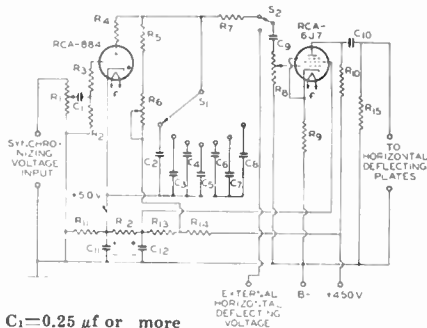 R4
R5
R7
S2
RCA-884
RCA-6J7
C10
C9
R3
R6
S1
R8
R10
R15
R1
C1
R2
C2
C4
C6
C8
C3
C5
C7
R9
f
f
SYNCHRO-
NIZING
VOLTAGE
INPUT
TO
HORIZONTAL
DEFLECTING
PLATES
+50V
R11
R12
R13
R14
C11
C12
EXTERNAL
HORIZONTAL
DEFLECTING
VOLTAGE
B-
+450V
C1=0.25 μf or more